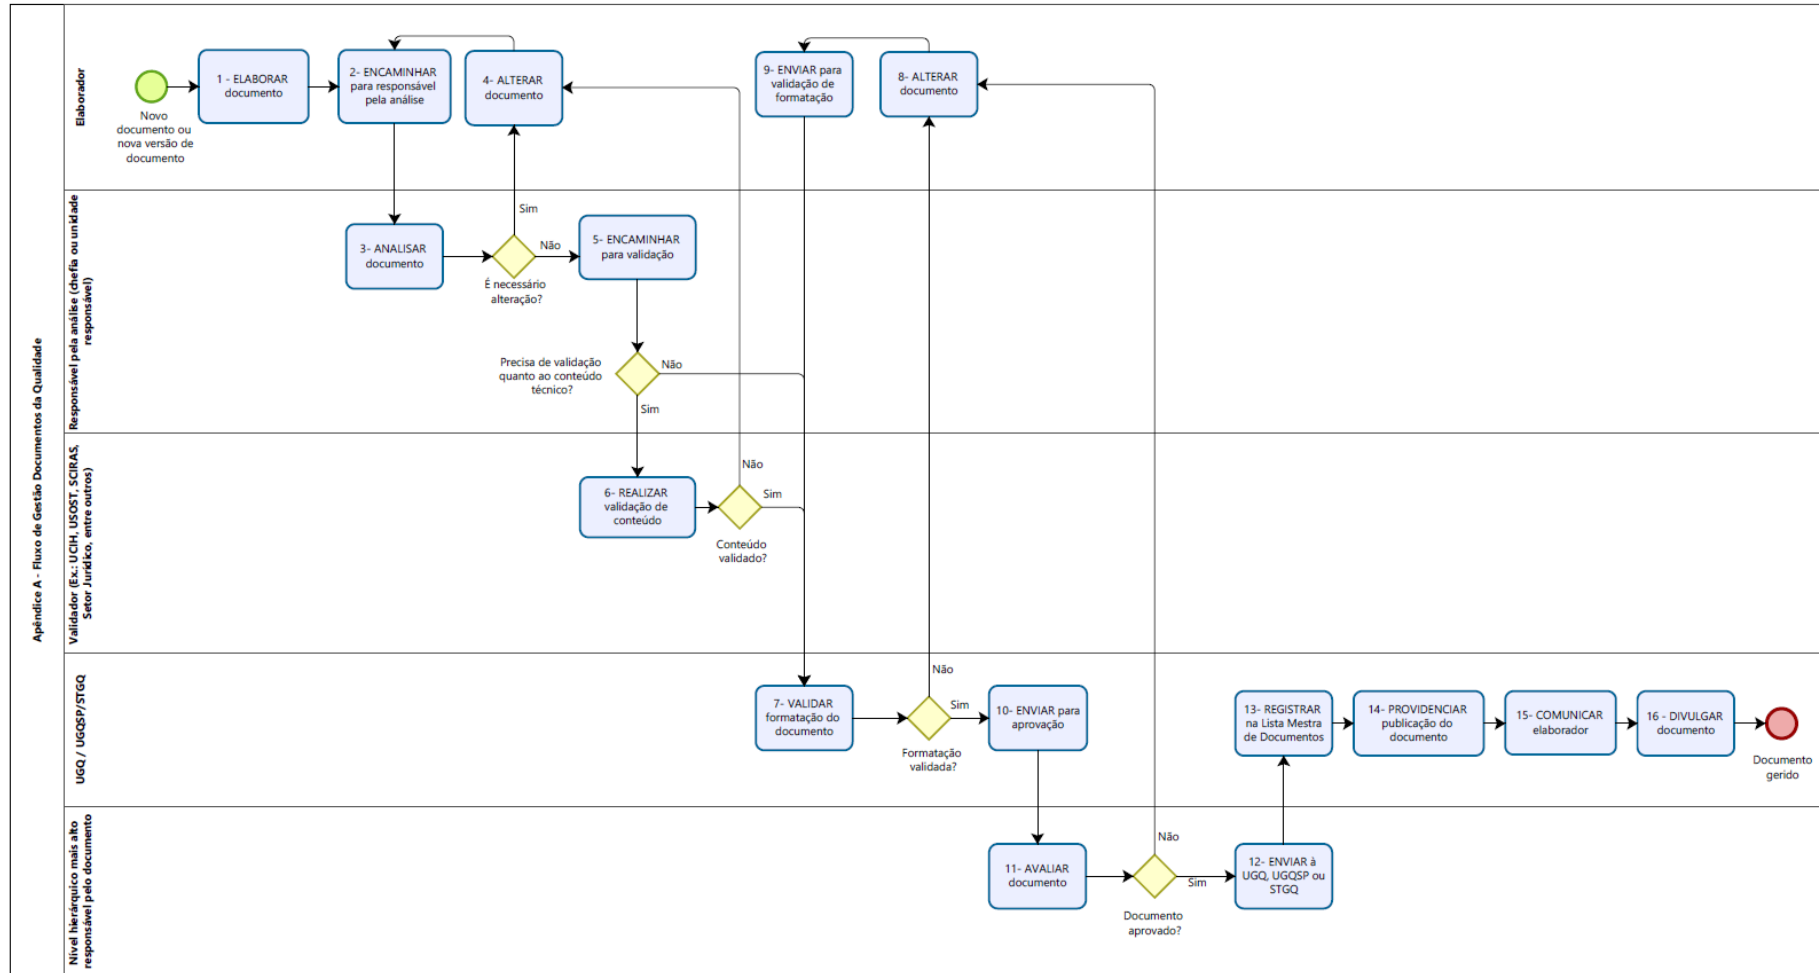 Apêndice A - Fluxo de Gestão Documentos da Qualidade
Elaborador
Novo
documento ou
nova versão de
documento
1 - ELABORAR
documento
2- ENCAMINHAR
para responsável
pela análise
4- ALTERAR
documento
9- ENVIAR para
validação de
formatação
8- ALTERAR
documento
Responsável pela análise (chefia ou unidade
responsável)
3- ANALISAR
documento
Sim
Não
É necessário
alteração?
5- ENCAMINHAR
para validação
Precisa de validação
quanto ao conteúdo
técnico?
Não
Sim
Validador (Ex.: UCIH, USOST, SCIRAS,
Setor Jurídico, entre outros)
6- REALIZAR
validação de
conteúdo
Não
Sim
Conteúdo
validado?
UGQ / UGQSP/STGQ
7- VALIDAR
formatação do
documento
Não
Sim
Formatação
validada?
10- ENVIAR para
aprovação
13- REGISTRAR
na Lista Mestra
de Documentos
14- PROVIDENCIAR
publicação do
documento
15- COMUNICAR
elaborador
16 - DIVULGAR
documento
Documento
gerido
Nível hierárquico mais alto
responsável pelo documento
11- AVALIAR
documento
Não
Sim
Documento
aprovado?
12- ENVIAR à
UGQ, UGQSP ou
STGQ